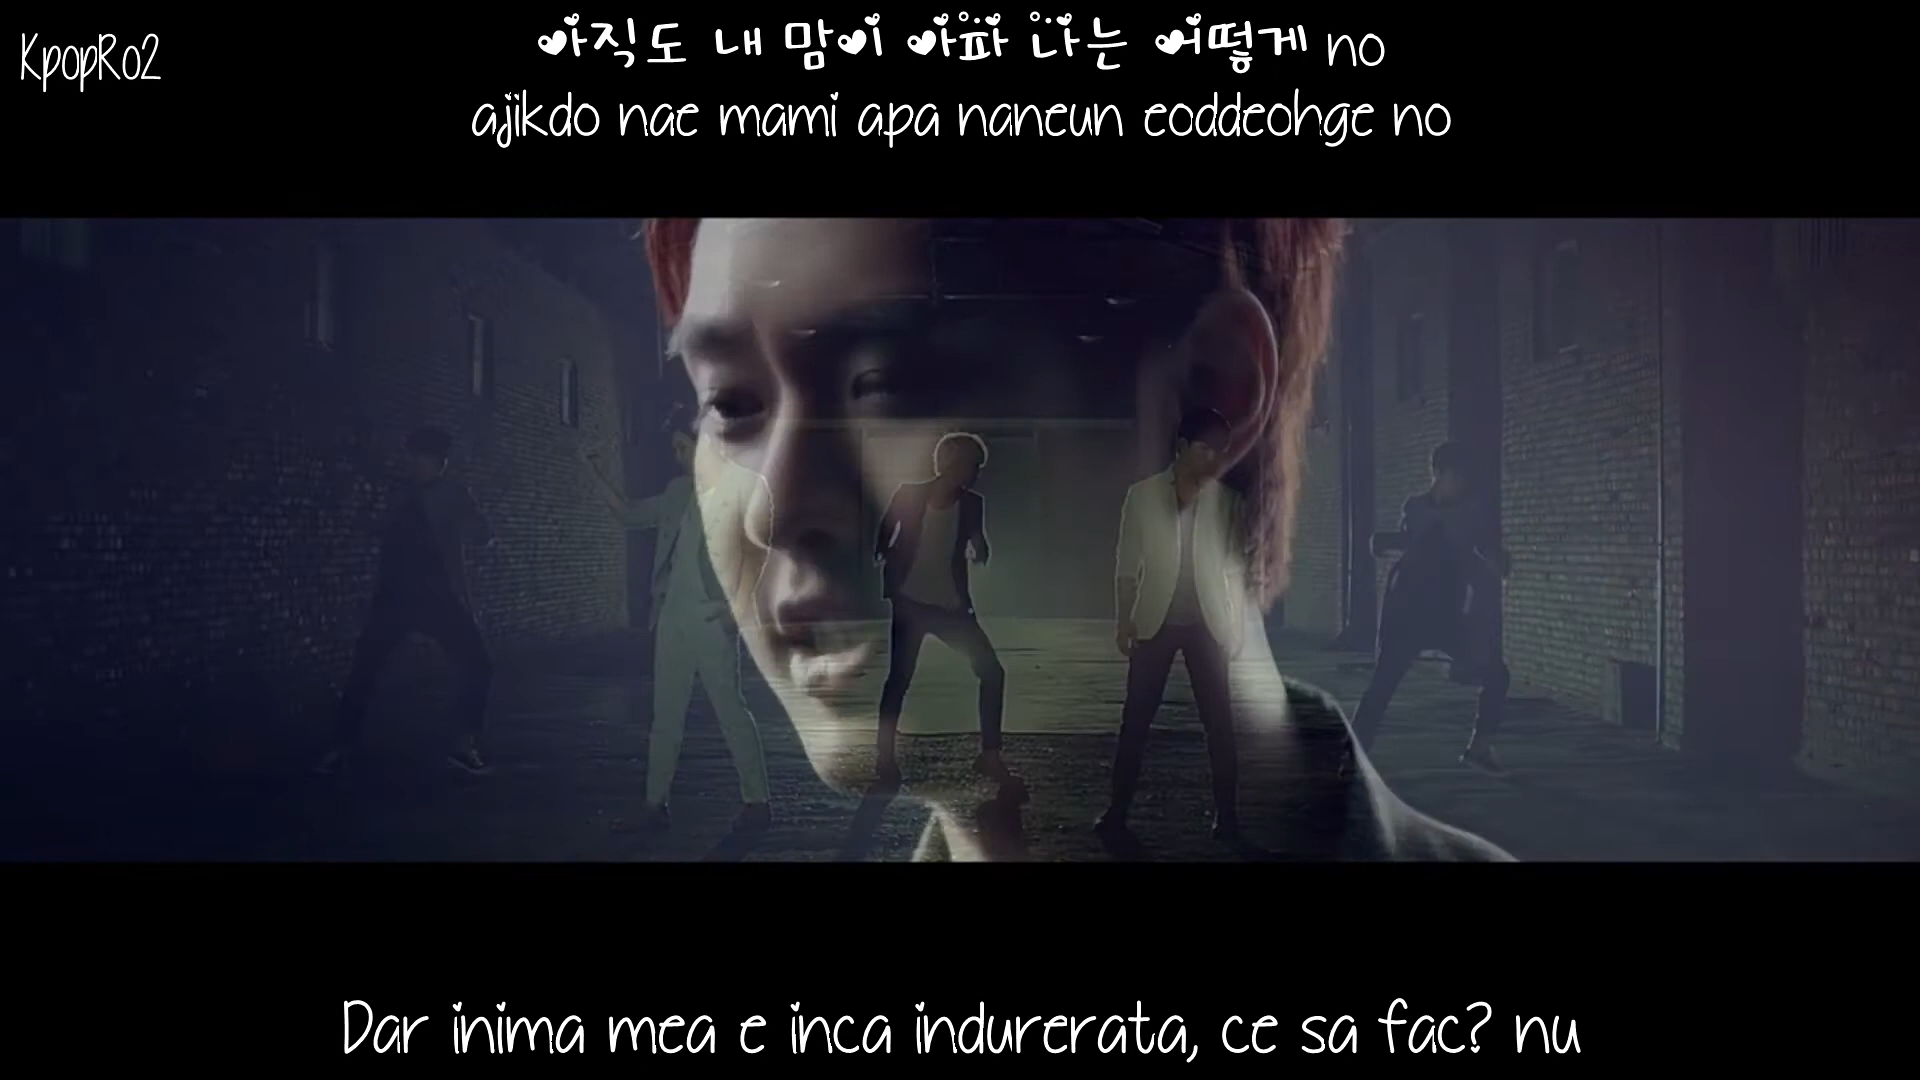 KpopRo2
아직도 내 맘이 아파 나는 어떻게 no
ajikdo nae mami apa naneun eoddeohge no
Dar inima mea e inca indurerata, ce sa fac? nu